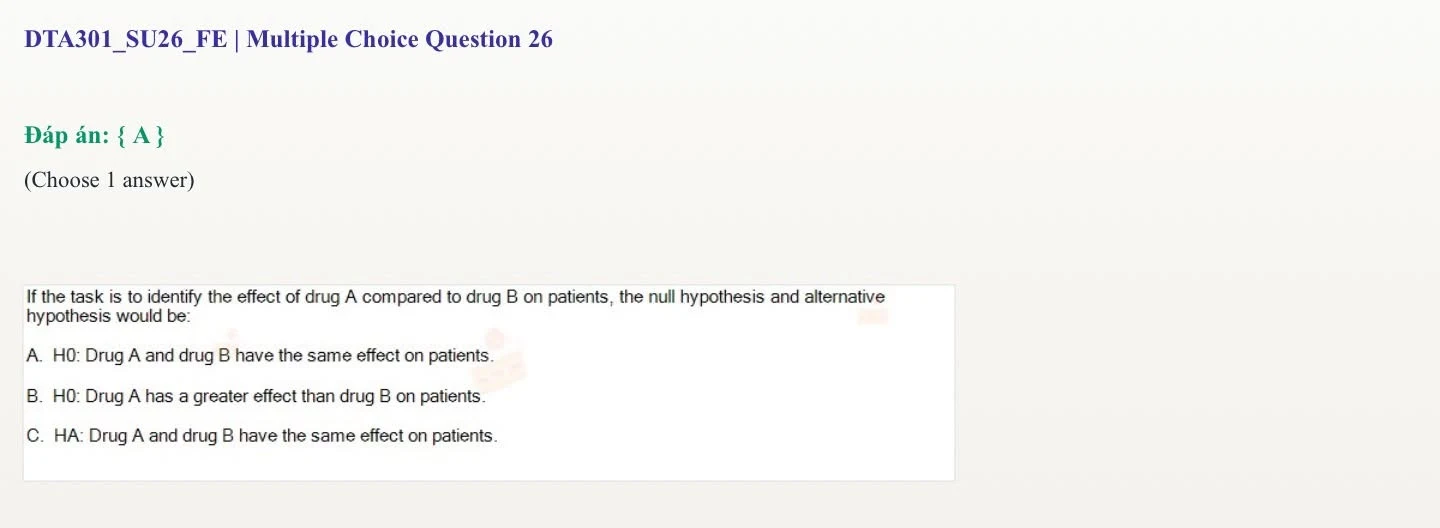 DTA301_SU26_FE | Multiple Choice Question 26
Đáp án: { A }
(Choose 1 answer)
If the task is to identify the effect of drug A compared to drug B on patients, the null hypothesis and alternative
hypothesis would be:
A. H0: Drug A and drug B have the same effect on patients.
B. H0: Drug A has a greater effect than drug B on patients.
C. HA: Drug A and drug B have the same effect on patients.